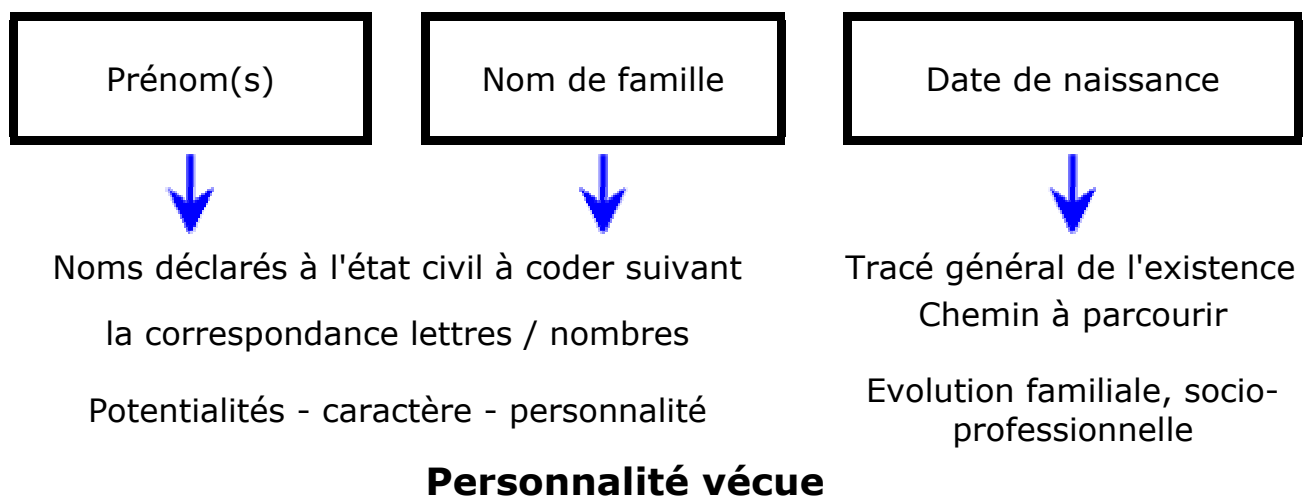 Prénom(s)
Nom de famille
Date de naissance
Noms déclarés à l'état civil à coder suivant
la correspondance lettres / nombres
Potentialités - caractère - personnalité
Tracé général de l'existence
Chemin à parcourir
Evolution familiale, socio-
professionnelle
Personnalité vécue